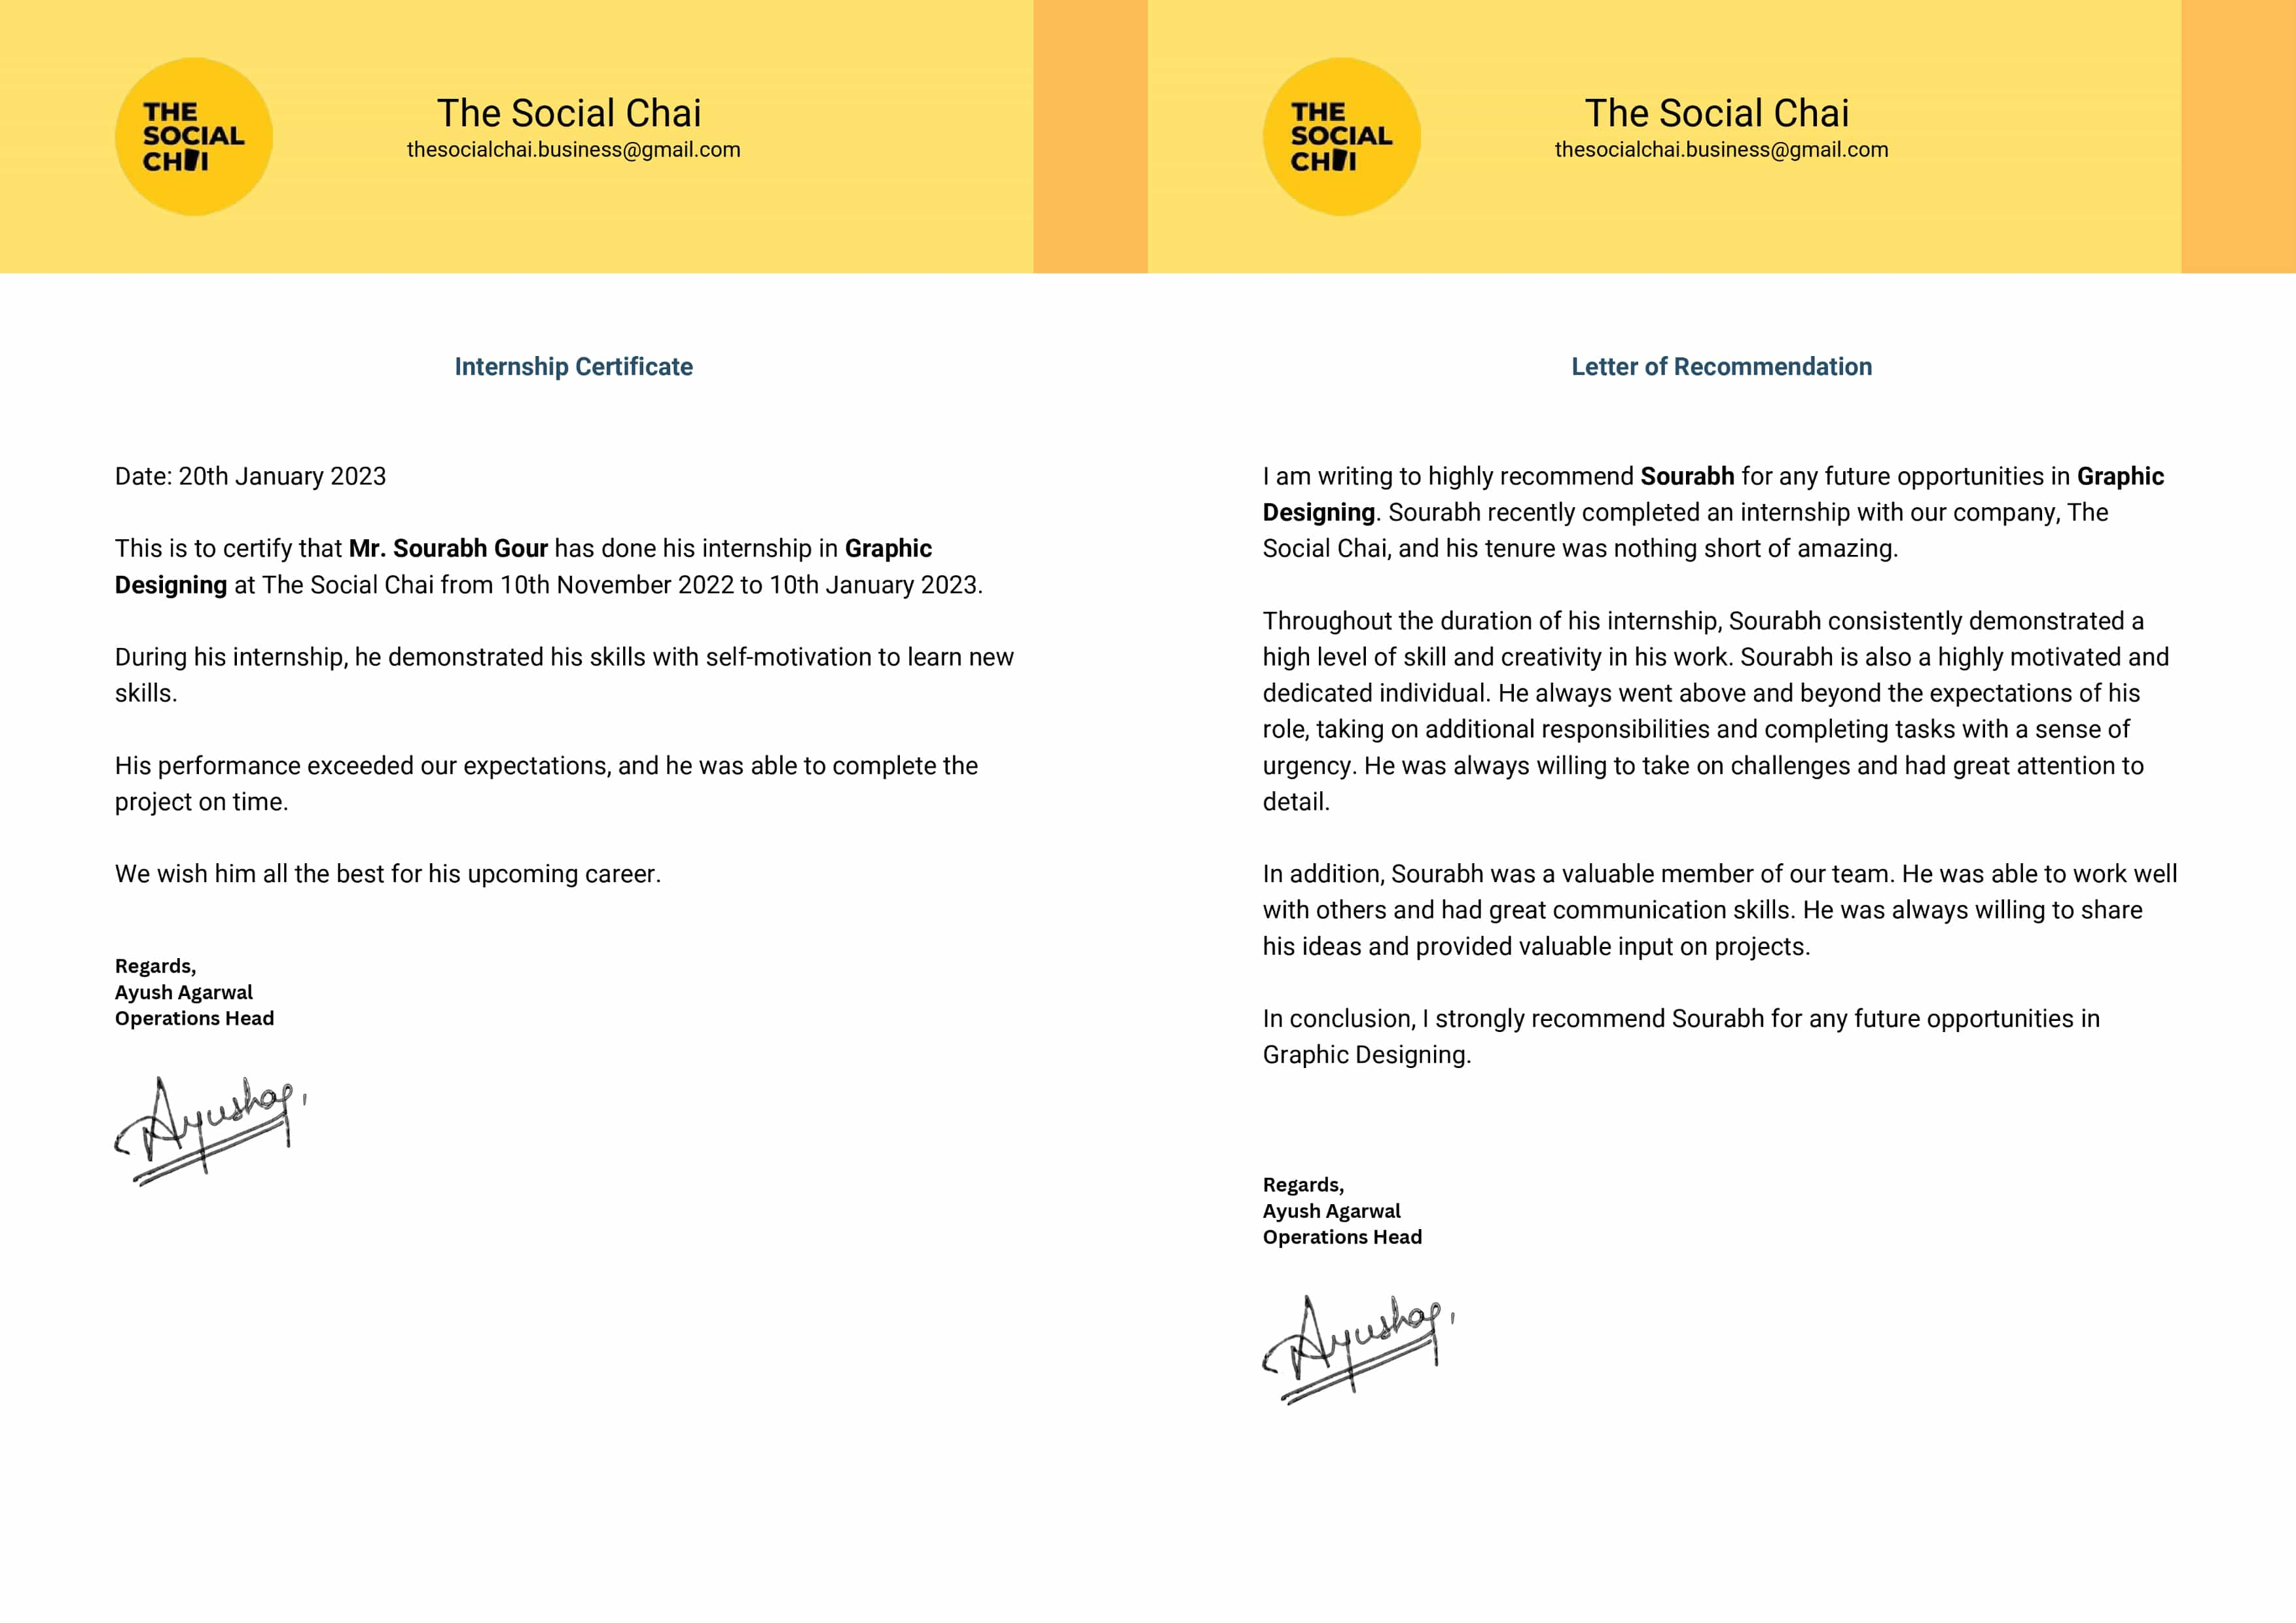 THE
SOCIAL
CHAI
The Social Chai
thesocialchai.business@gmail.com
Internship Certificate
Date: 20th January 2023
This is to certify that Mr. Sourabh Gour has done his internship in Graphic
Designing at The Social Chai from 10th November 2022 to 10th January 2023.
During his internship, he demonstrated his skills with self-motivation to learn new
skills.
His performance exceeded our expectations, and he was able to complete the
project on time.
We wish him all the best for his upcoming career.
Regards,
Ayush Agarwal
Operations Head
Ayushag.
THE
SOCIAL
CHAI
The Social Chai
thesocialchai.business@gmail.com
Letter of Recommendation
I am writing to highly recommend Sourabh for any future opportunities in Graphic
Designing. Sourabh recently completed an internship with our company, The
Social Chai, and his tenure was nothing short of amazing.
Throughout the duration of his internship, Sourabh consistently demonstrated a
high level of skill and creativity in his work. Sourabh is also a highly motivated and
dedicated individual. He always went above and beyond the expectations of his
role, taking on additional responsibilities and completing tasks with a sense of
urgency. He was always willing to take on challenges and had great attention to
detail.
In addition, Sourabh was a valuable member of our team. He was able to work well
with others and had great communication skills. He was always willing to share
his ideas and provided valuable input on projects.
In conclusion, I strongly recommend Sourabh for any future opportunities in
Graphic Designing.
Regards,
Ayush Agarwal
Operations Head
Ayushag.